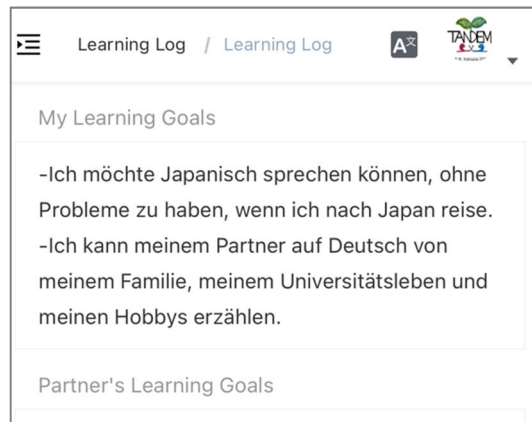 Learning Log / Learning Log
A文
TANDEM
My Learning Goals
-Ich möchte Japanisch sprechen können, ohne
Probleme zu haben, wenn ich nach Japan reise.
-Ich kann meinem Partner auf Deutsch von
meinem Familie, meinem Universitätsleben und
meinen Hobbys erzählen.
Partner's Learning Goals